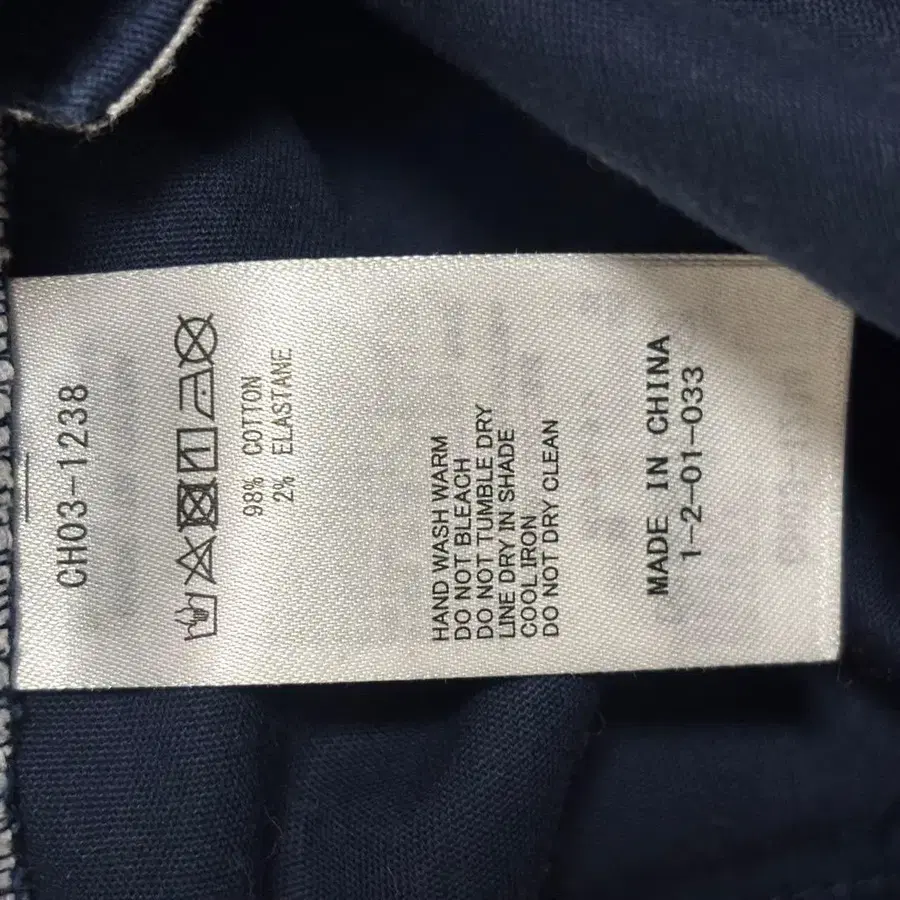 CH03-1238
98% COTTON
2% ELASTANE
HAND WASH WARM
DO NOT BLEACH
DO NOT TUMBLE DRY
LINE DRY IN SHADE
COOL IRON
DO NOT DRY CLEAN
MADE IN CHINA
1-2-01-033